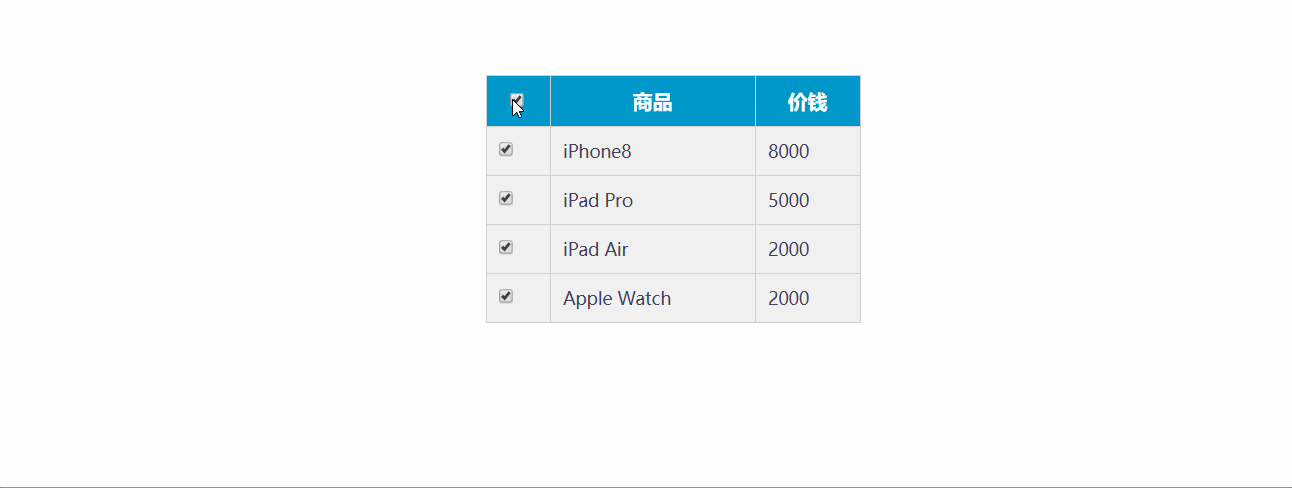 商品 价钱
iPhone8 8000
iPad Pro 5000
iPad Air 2000
Apple Watch 2000